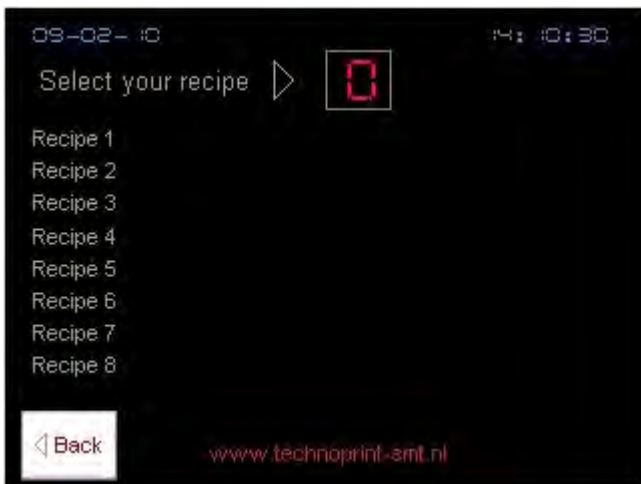 09-02-10 14:10:30
Select your recipe 0
Recipe 1
Recipe 2
Recipe 3
Recipe 4
Recipe 5
Recipe 6
Recipe 7
Recipe 8
Back
www.technoprint-smt.nl